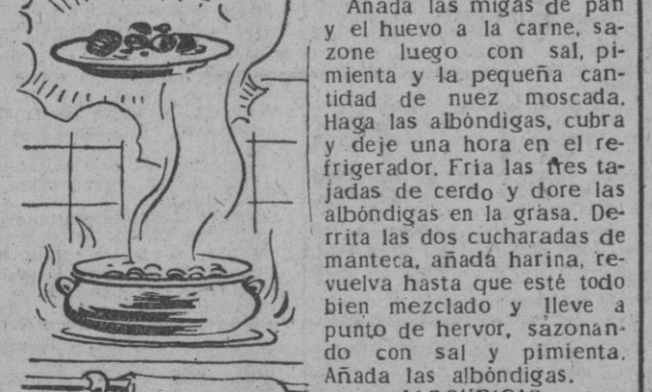 Añada las migas de pan
y el huevo a la carne, sa-
zone luego con sal, pi-
mienta y la pequeña can-
tidad de nuez moscada.
Haga las albóndigas, cubra
y deje una hora en el re-
frigerador. Fría las tres ta-
jadas de cerdo y dore las
albóndigas en la grasa. De-
rrita las dos cucharadas de
manteca, añada harina, re-
vuelva hasta que esté todo
bien mezclado y lleve a
punto de hervor, sazonan-
do con sal y pimienta.
Añada las albóndigas.